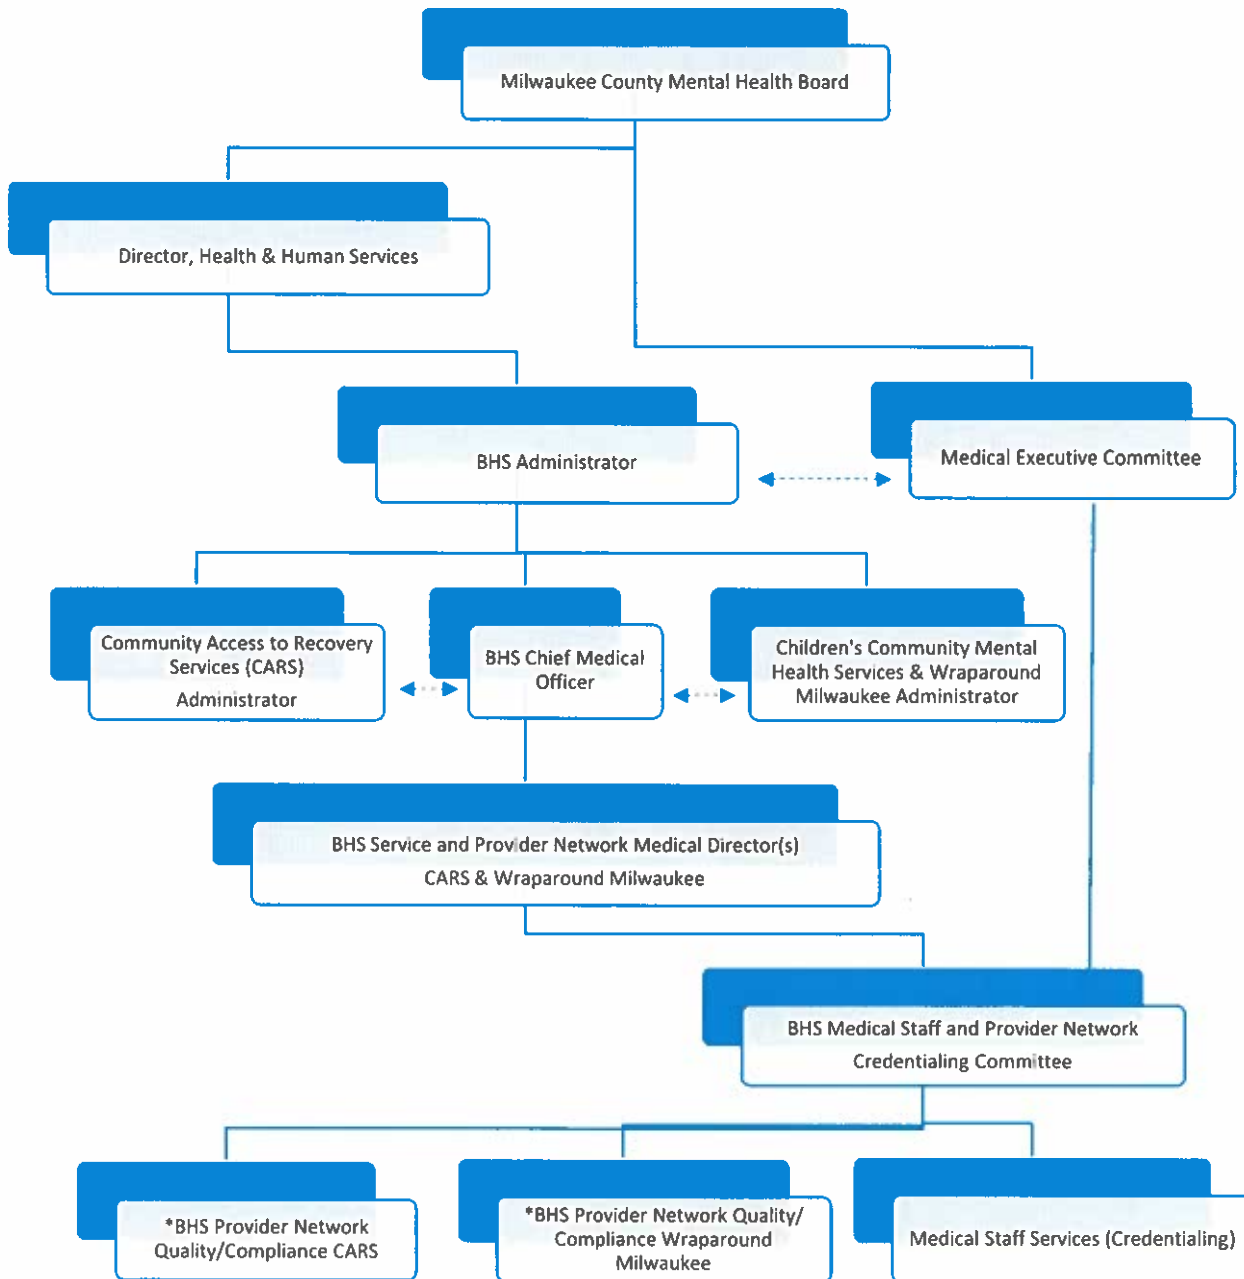 Milwaukee County Mental Health Board
Director, Health & Human Services
BHS Administrator
Medical Executive Committee
Community Access to Recovery
Services (CARS)
Administrator
BHS Chief Medical
Officer
Children's Community Mental
Health Services & Wraparound
Milwaukee Administrator
BHS Service and Provider Network Medical Director(s)
CARS & Wraparound Milwaukee
BHS Medical Staff and Provider Network
Credentialing Committee
*BHS Provider Network
Quality/Compliance CARS
*BHS Provider Network Quality/
Compliance Wraparound
Milwaukee
Medical Staff Services (Credentialing)